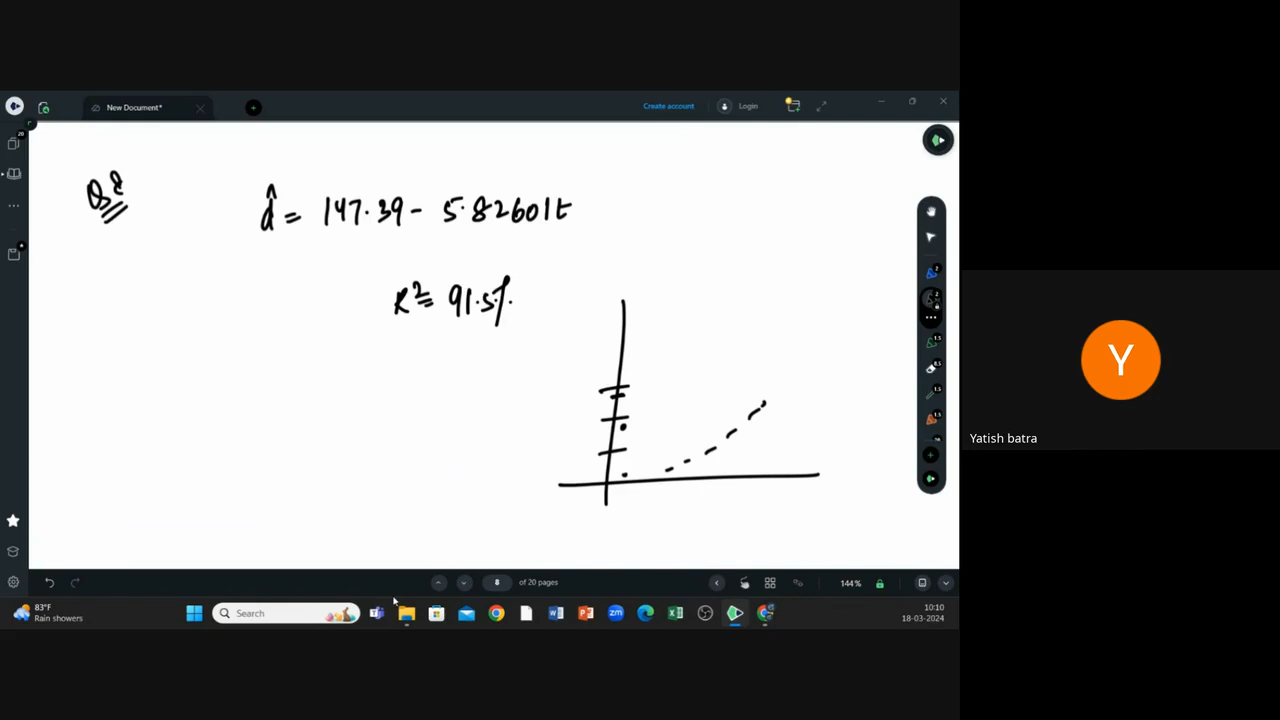 New Document*
Create account
Login
Q2
d̂ = 147.39 - 5.82601t
R² = 91.5%
Y
Yatish batra
8 of 20 pages
144%
83°F
Rain showers
Search
10:10
18-03-2024